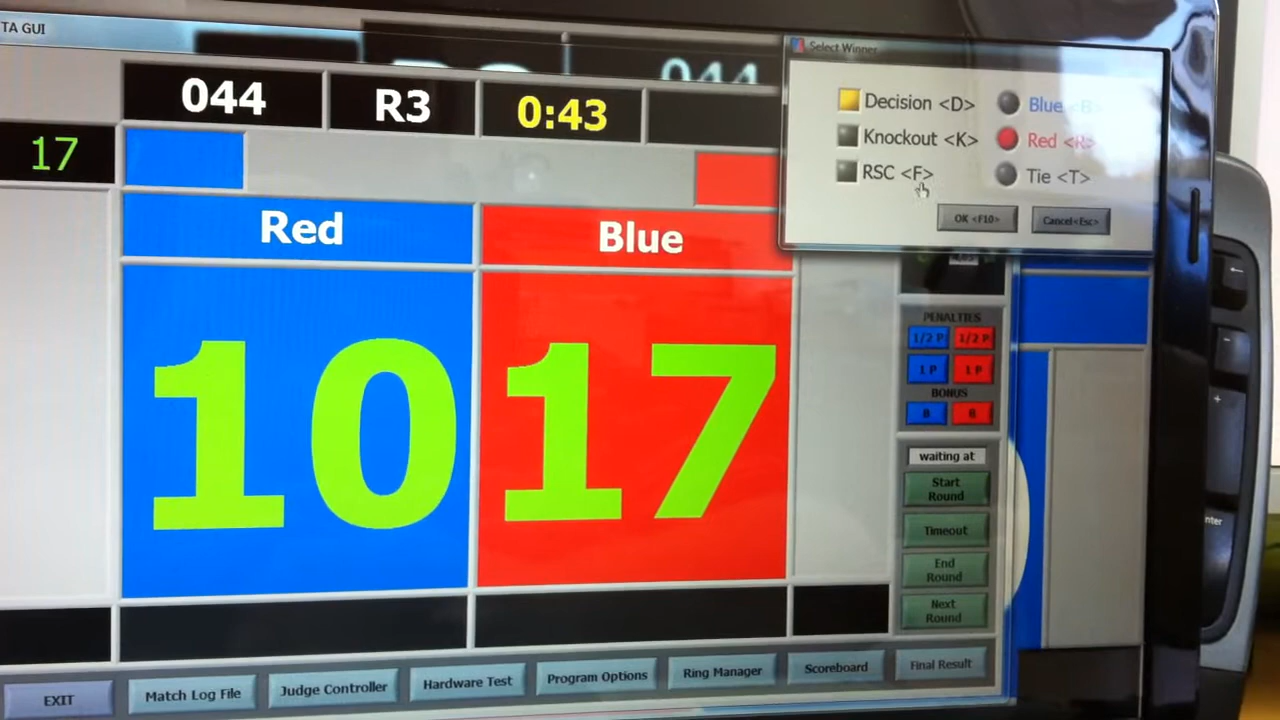 TA GUI
Select Winner
044
044 R3 0:43
17
Decision <D> Blue <B>
Knockout <K> Red <R>
RSC <F> Tie <T>
OK <F10> Cancel<Esc>
Red Blue
10 17
PENALTIES
1/2 P 1/2 P
1 P 1 P
BONUS
B B
waiting at
Start
Round
Timeout
End
Round
Next
Round
EXIT Match Log File Judge Controller Hardware Test Program Options Ring Manager Scoreboard Final Result